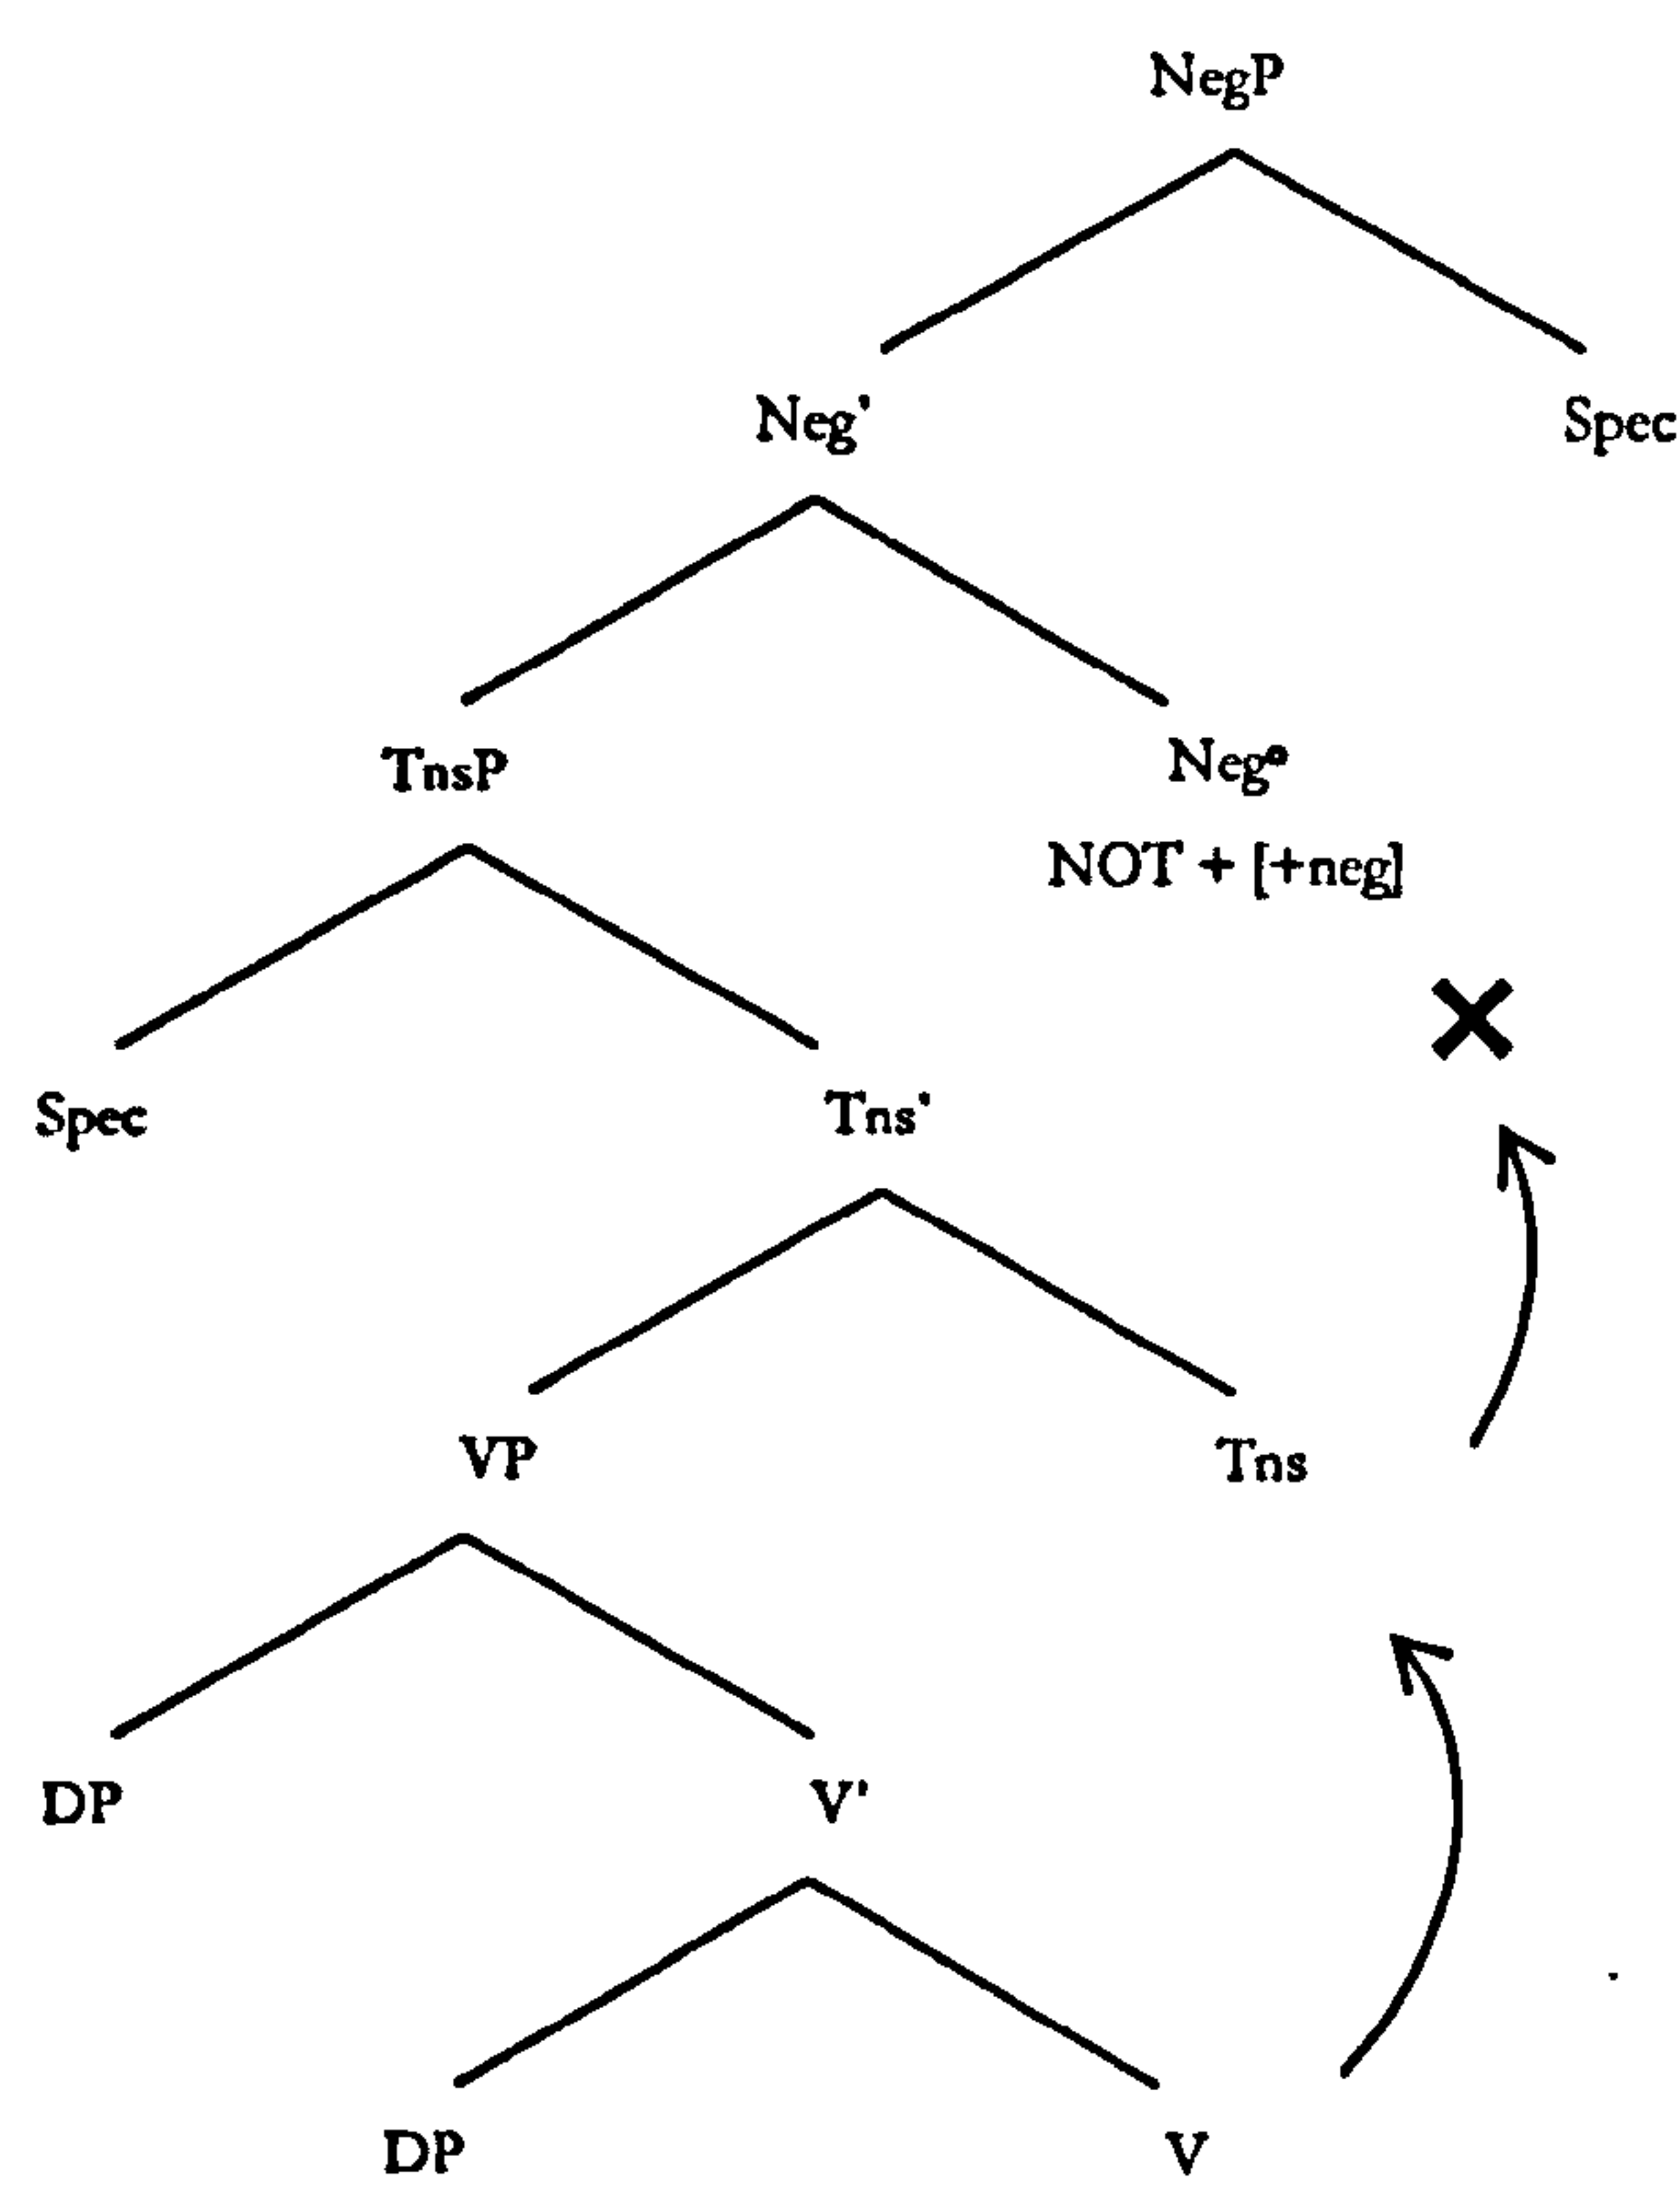 NegP
Neg' Spec
TnsP Neg°
NOT + [+neg]
Spec Tns'
VP Tns
DP V'
DP V